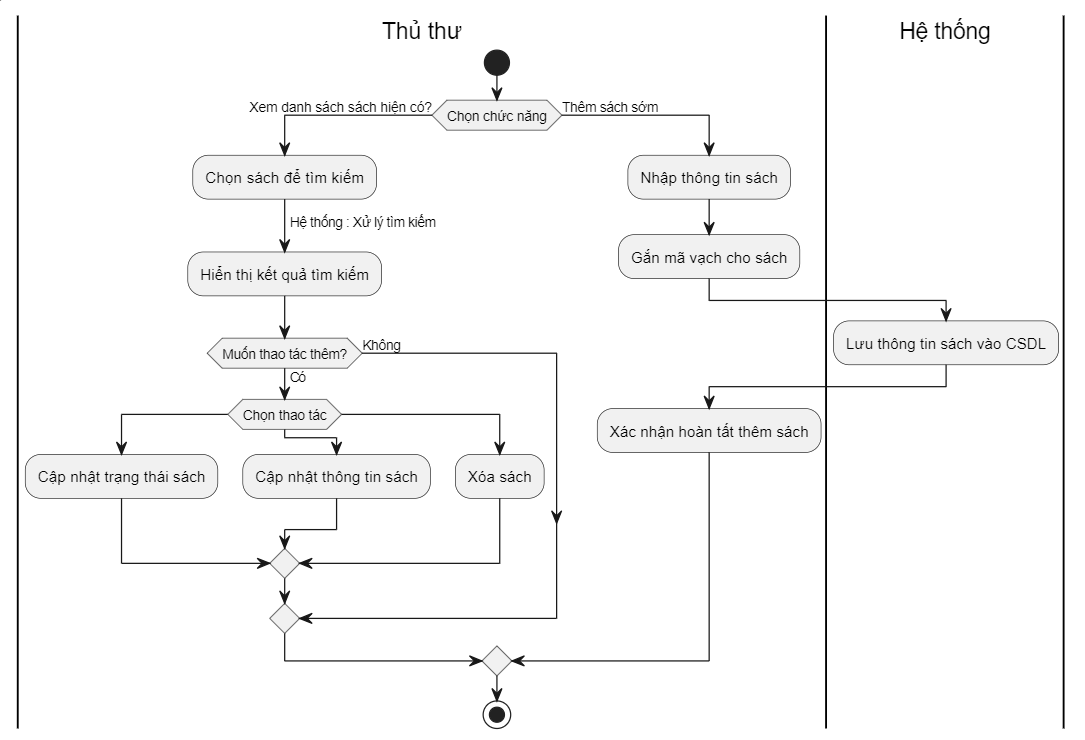 Thủ thư
Hệ thống
Xem danh sách sách hiện có?
Chọn chức năng
Thêm sách sớm
Chọn sách để tìm kiếm
Nhập thông tin sách
Hệ thống : Xử lý tìm kiếm
Gắn mã vạch cho sách
Hiển thị kết quả tìm kiếm
Lưu thông tin sách vào CSDL
Muốn thao tác thêm?
Không
Có
Chọn thao tác
Xác nhận hoàn tất thêm sách
Cập nhật trạng thái sách
Cập nhật thông tin sách
Xóa sách